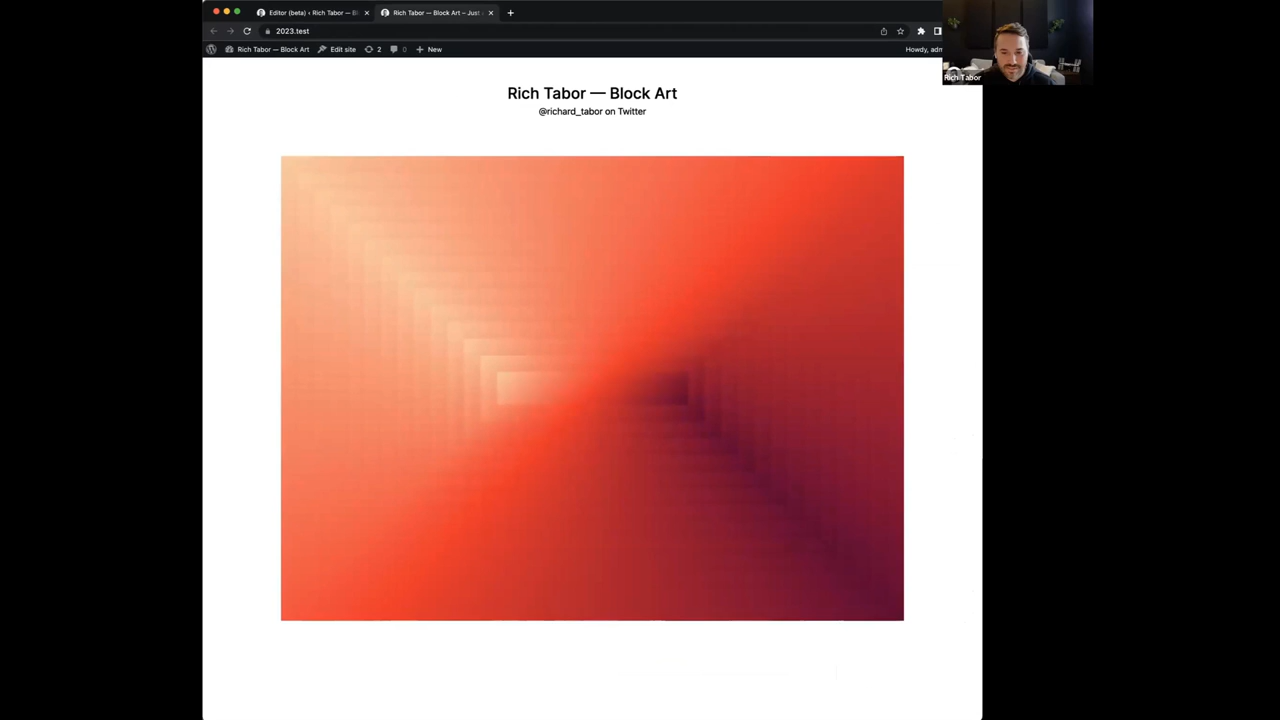 Editor (beta) ‹ Rich Tabor — Bl
Rich Tabor — Block Art – Just
2023.test
Rich Tabor — Block Art
Edit site
2
0
New
Howdy, adm
Rich Tabor
Rich Tabor — Block Art
@richard_tabor on Twitter